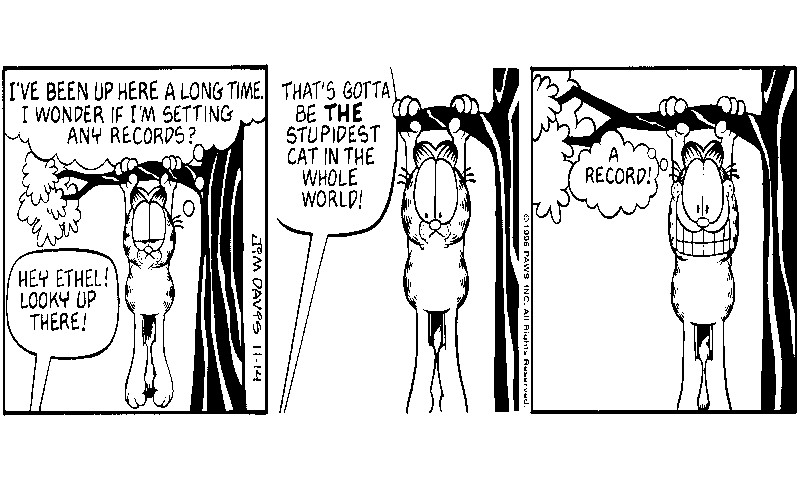 I'VE BEEN UP HERE A LONG TIME.
I WONDER IF I'M SETTING
ANY RECORDS?
HEY ETHEL!
LOOKY UP
THERE!
JIM DAVIS 11-14
THAT'S GOTTA
BE THE
STUPIDEST
CAT IN THE
WHOLE
WORLD!
© 1996 PAWS, INC. All Rights Reserved.
A
RECORD!